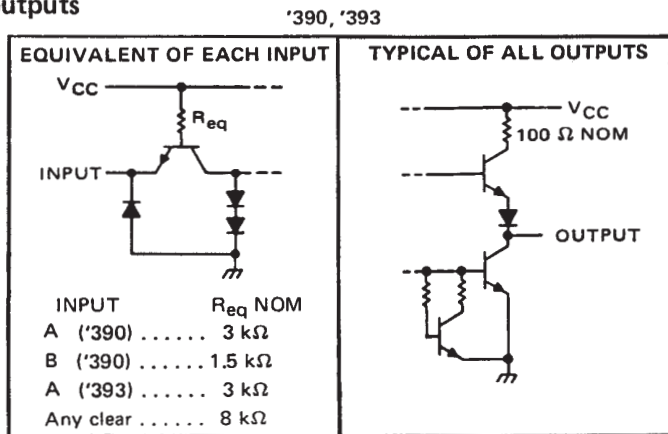 utputs
'390, '393
EQUIVALENT OF EACH INPUT
VCC
Req
INPUT
INPUT Req NOM
A ('390) ...... 3 kΩ
B ('390) ...... 1.5 kΩ
A ('393) ...... 3 kΩ
Any clear ...... 8 kΩ
TYPICAL OF ALL OUTPUTS
VCC
100 Ω NOM
OUTPUT